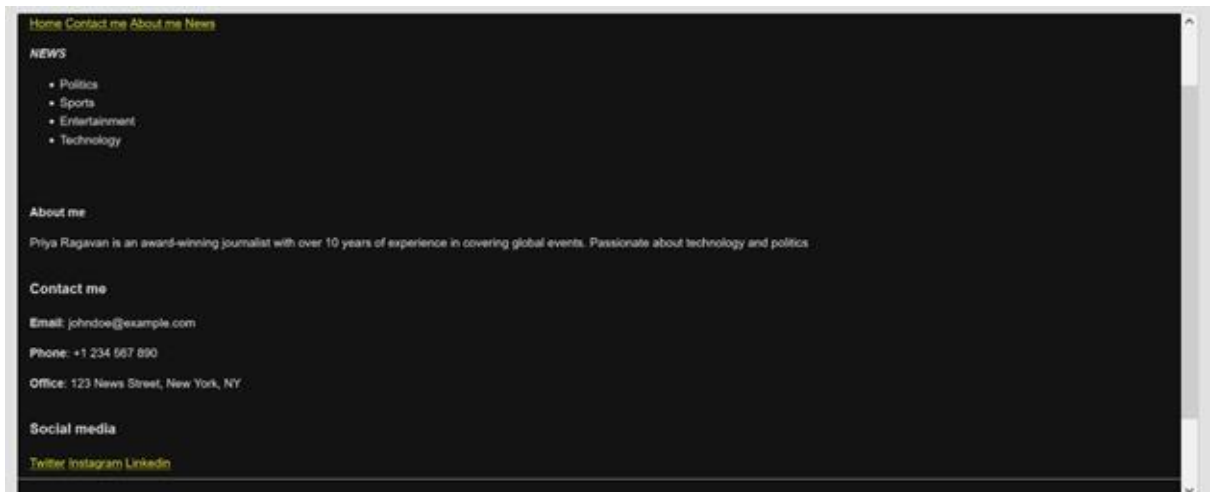 Home Contact me About me News
NEWS
Politics
Sports
Entertainment
Technology
About me
Priya Ragavan is an award-winning journalist with over 10 years of experience in covering global events. Passionate about technology and politics
Contact me
Email: johndoe@example.com
Phone: +1 234 567 890
Office: 123 News Street, New York, NY
Social media
Twitter Instagram Linkedin